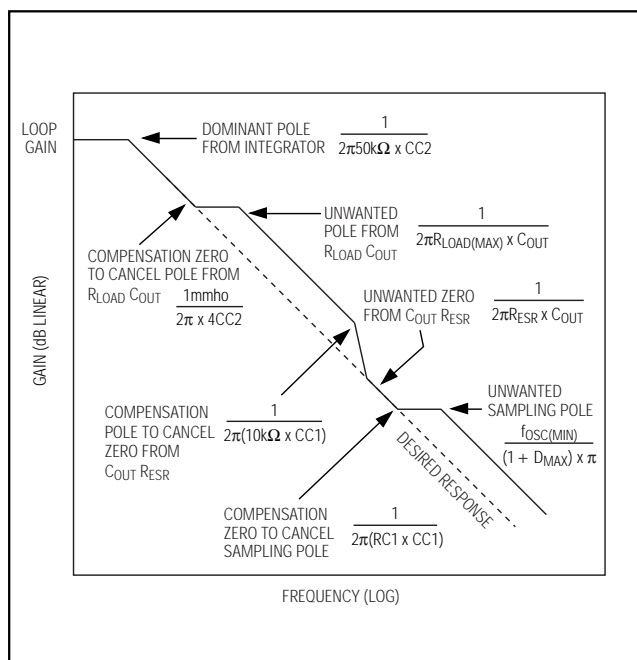 LOOP
GAIN
DOMINANT POLE
FROM INTEGRATOR
1
2π50kΩ x CC2
UNWANTED
POLE FROM
RLOAD COUT
1
2πRLOAD(MAX) x COUT
COMPENSATION ZERO
TO CANCEL POLE FROM
RLOAD COUT
1mmho
2π x 4CC2
UNWANTED ZERO
FROM COUT RESR
1
2πRESR x COUT
GAIN (dB LINEAR)
COMPENSATION
POLE TO CANCEL
ZERO FROM
COUT RESR
1
2π(10kΩ x CC1)
UNWANTED
SAMPLING POLE
fOSC(MIN)
(1 + DMAX) x π
DESIRED RESPONSE
COMPENSATION
ZERO TO CANCEL
SAMPLING POLE
1
2π(RC1 x CC1)
FREQUENCY (LOG)